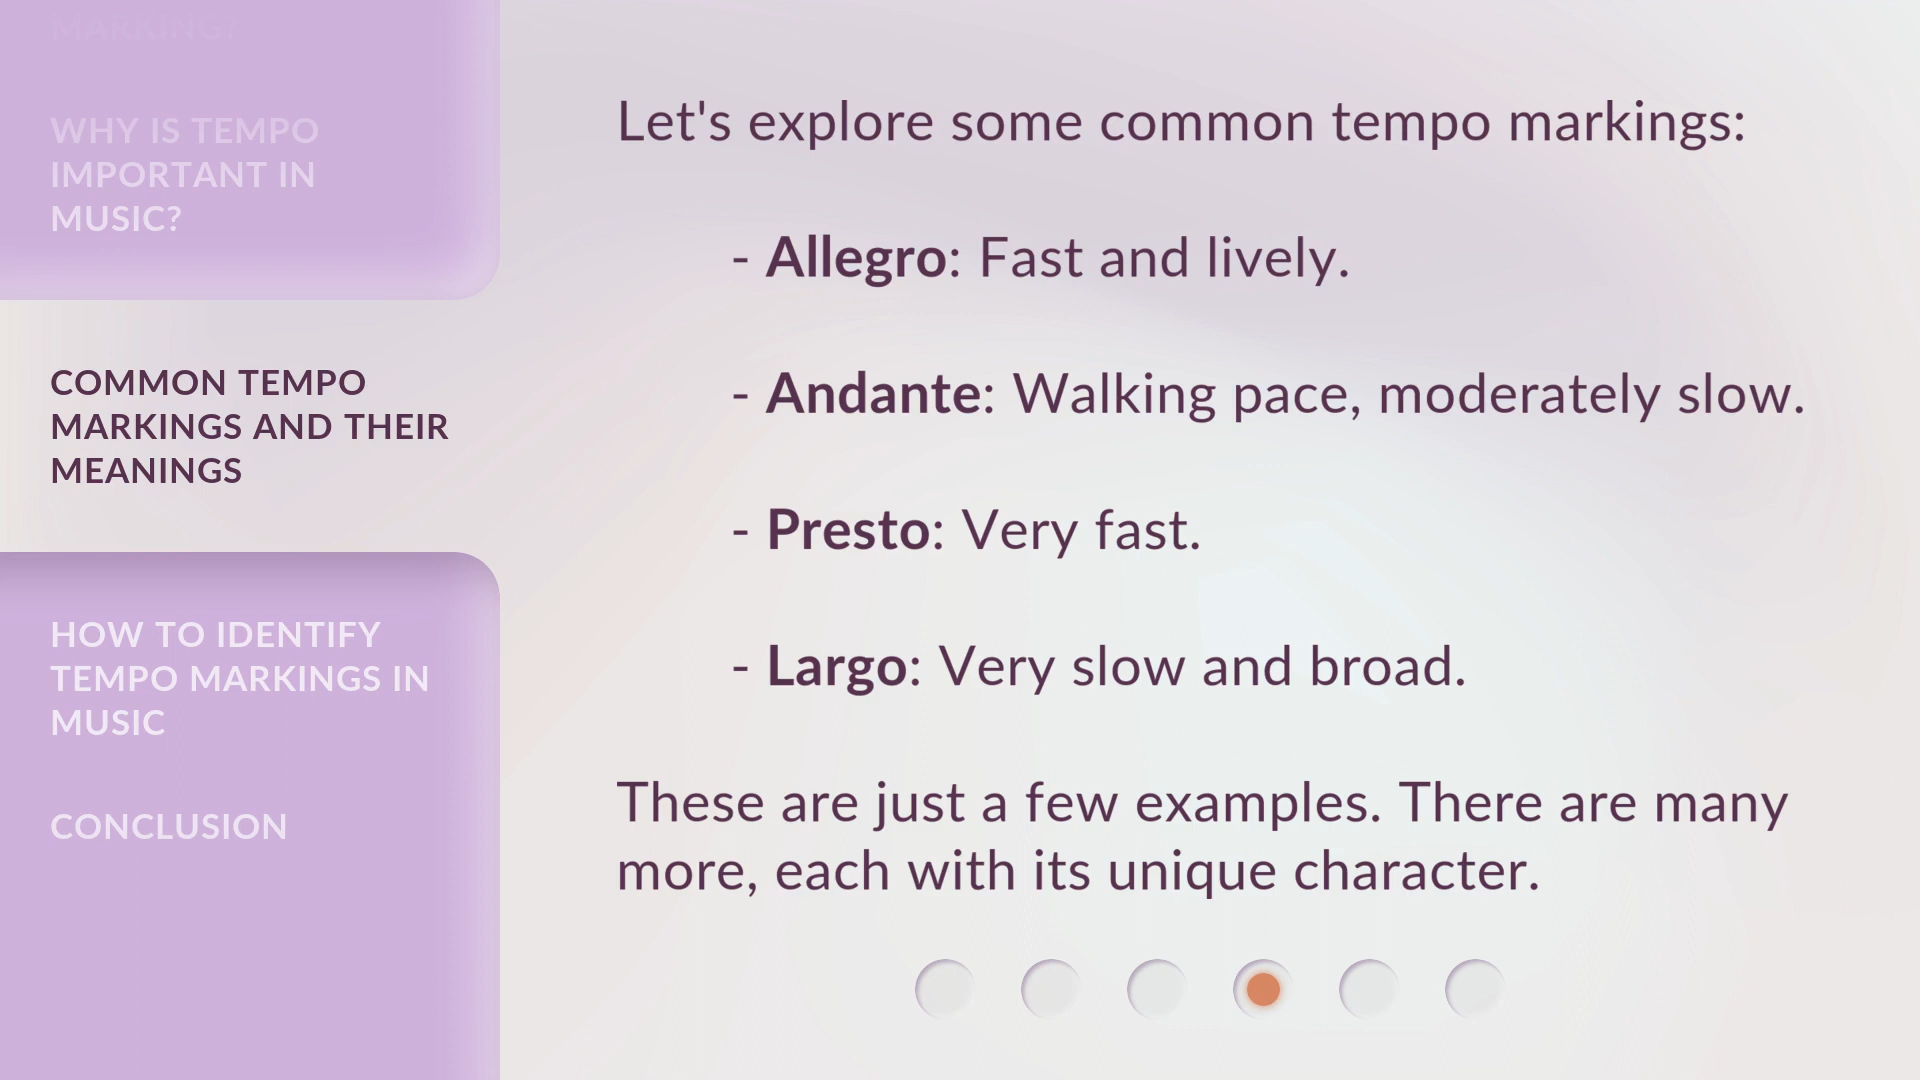 MARKING?
WHY IS TEMPO
IMPORTANT IN
MUSIC?
COMMON TEMPO
MARKINGS AND THEIR
MEANINGS
HOW TO IDENTIFY
TEMPO MARKINGS IN
MUSIC
CONCLUSION
Let's explore some common tempo markings:
- Allegro: Fast and lively.
- Andante: Walking pace, moderately slow.
- Presto: Very fast.
- Largo: Very slow and broad.
These are just a few examples. There are many
more, each with its unique character.